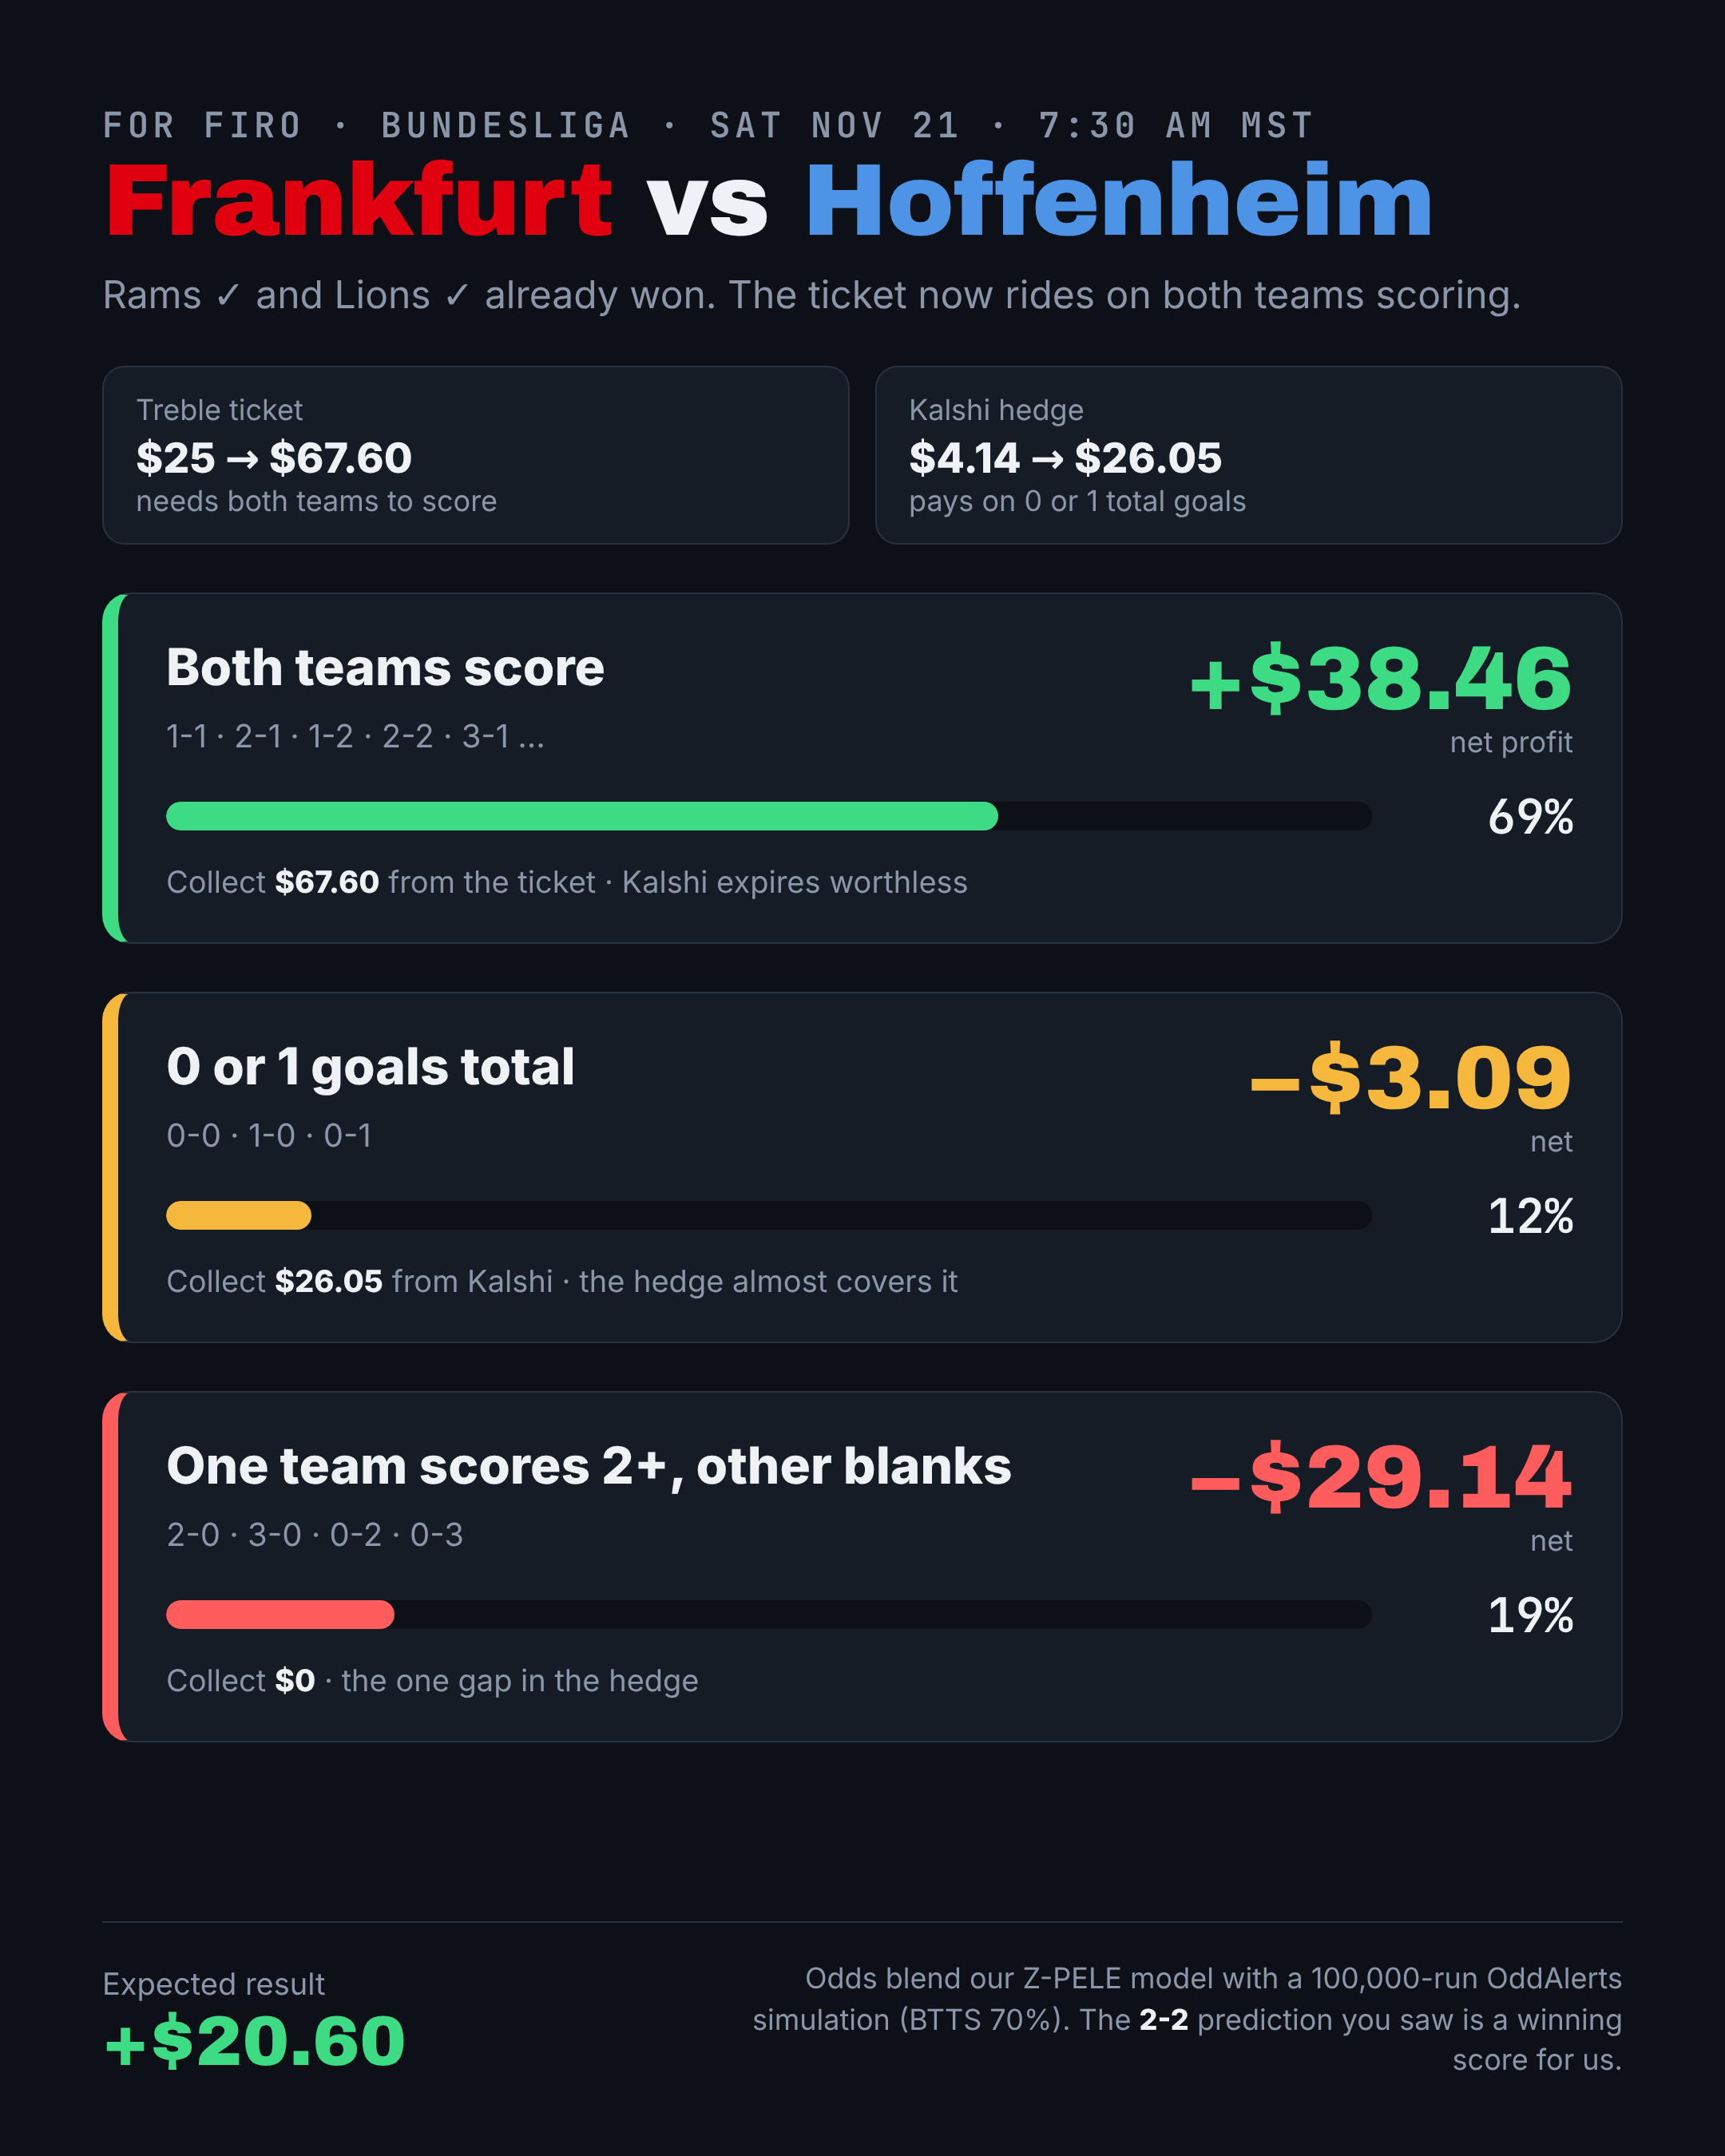 FOR FIRO · BUNDESLIGA · SAT NOV 21 · 7:30 AM MST
Frankfurt vs Hoffenheim
Rams ✓ and Lions ✓ already won. The ticket now rides on both teams scoring.
Treble ticket
$25 → $67.60
needs both teams to score
Kalshi hedge
$4.14 → $26.05
pays on 0 or 1 total goals
Both teams score
+$38.46
1-1 · 2-1 · 1-2 · 2-2 · 3-1 ...
net profit
69%
Collect $67.60 from the ticket · Kalshi expires worthless
0 or 1 goals total
−$3.09
0-0 · 1-0 · 0-1
net
12%
Collect $26.05 from Kalshi · the hedge almost covers it
One team scores 2+, other blanks
−$29.14
2-0 · 3-0 · 0-2 · 0-3
net
19%
Collect $0 · the one gap in the hedge
Expected result
+$20.60
Odds blend our Z-PELE model with a 100,000-run OddAlerts
simulation (BTTS 70%). The 2-2 prediction you saw is a winning
score for us.